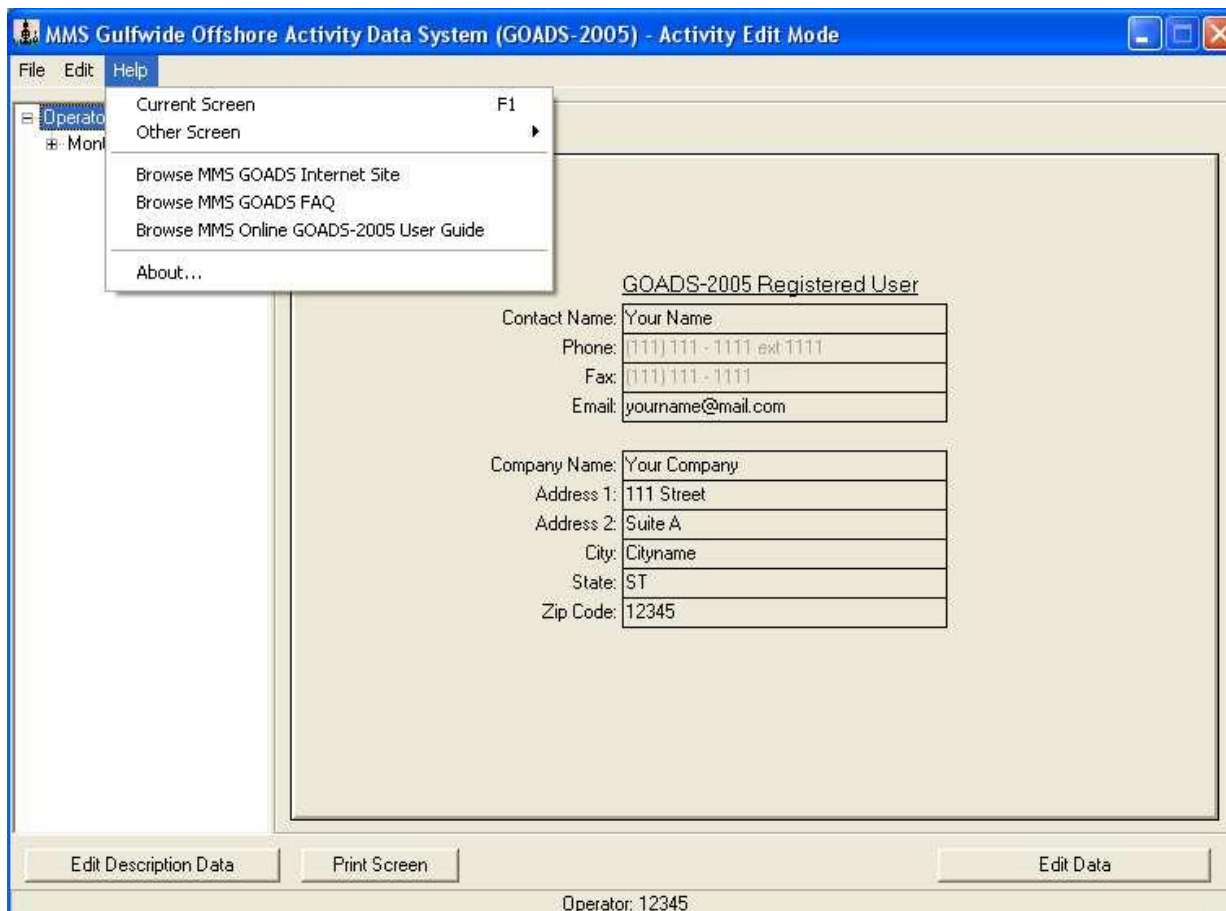 MMS Gulfwide Offshore Activity Data System (GOADS-2005) - Activity Edit Mode
File Edit Help
Current Screen F1
Other Screen
Browse MMS GOADS Internet Site
Browse MMS GOADS FAQ
Browse MMS Online GOADS-2005 User Guide
About...
Operato
Mont
GOADS-2005 Registered User
Contact Name: Your Name
Phone: (111) 111 - 1111 ext 1111
Fax: (111) 111 - 1111
Email: yourname@mail.com
Company Name: Your Company
Address 1: 111 Street
Address 2: Suite A
City: Cityname
State: ST
Zip Code: 12345
Edit Description Data Print Screen Edit Data
Operator: 12345